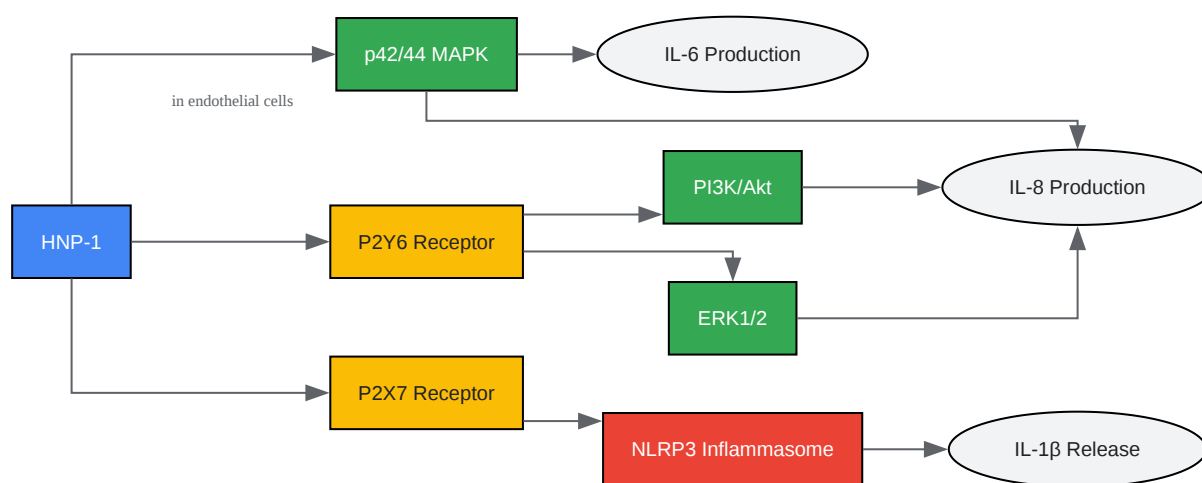 p42/44 MAPK
IL-6 Production
in endothelial cells
PI3K/Akt
IL-8 Production
HNP-1
P2Y6 Receptor
ERK1/2
P2X7 Receptor
NLRP3 Inflammasome
IL-1β Release